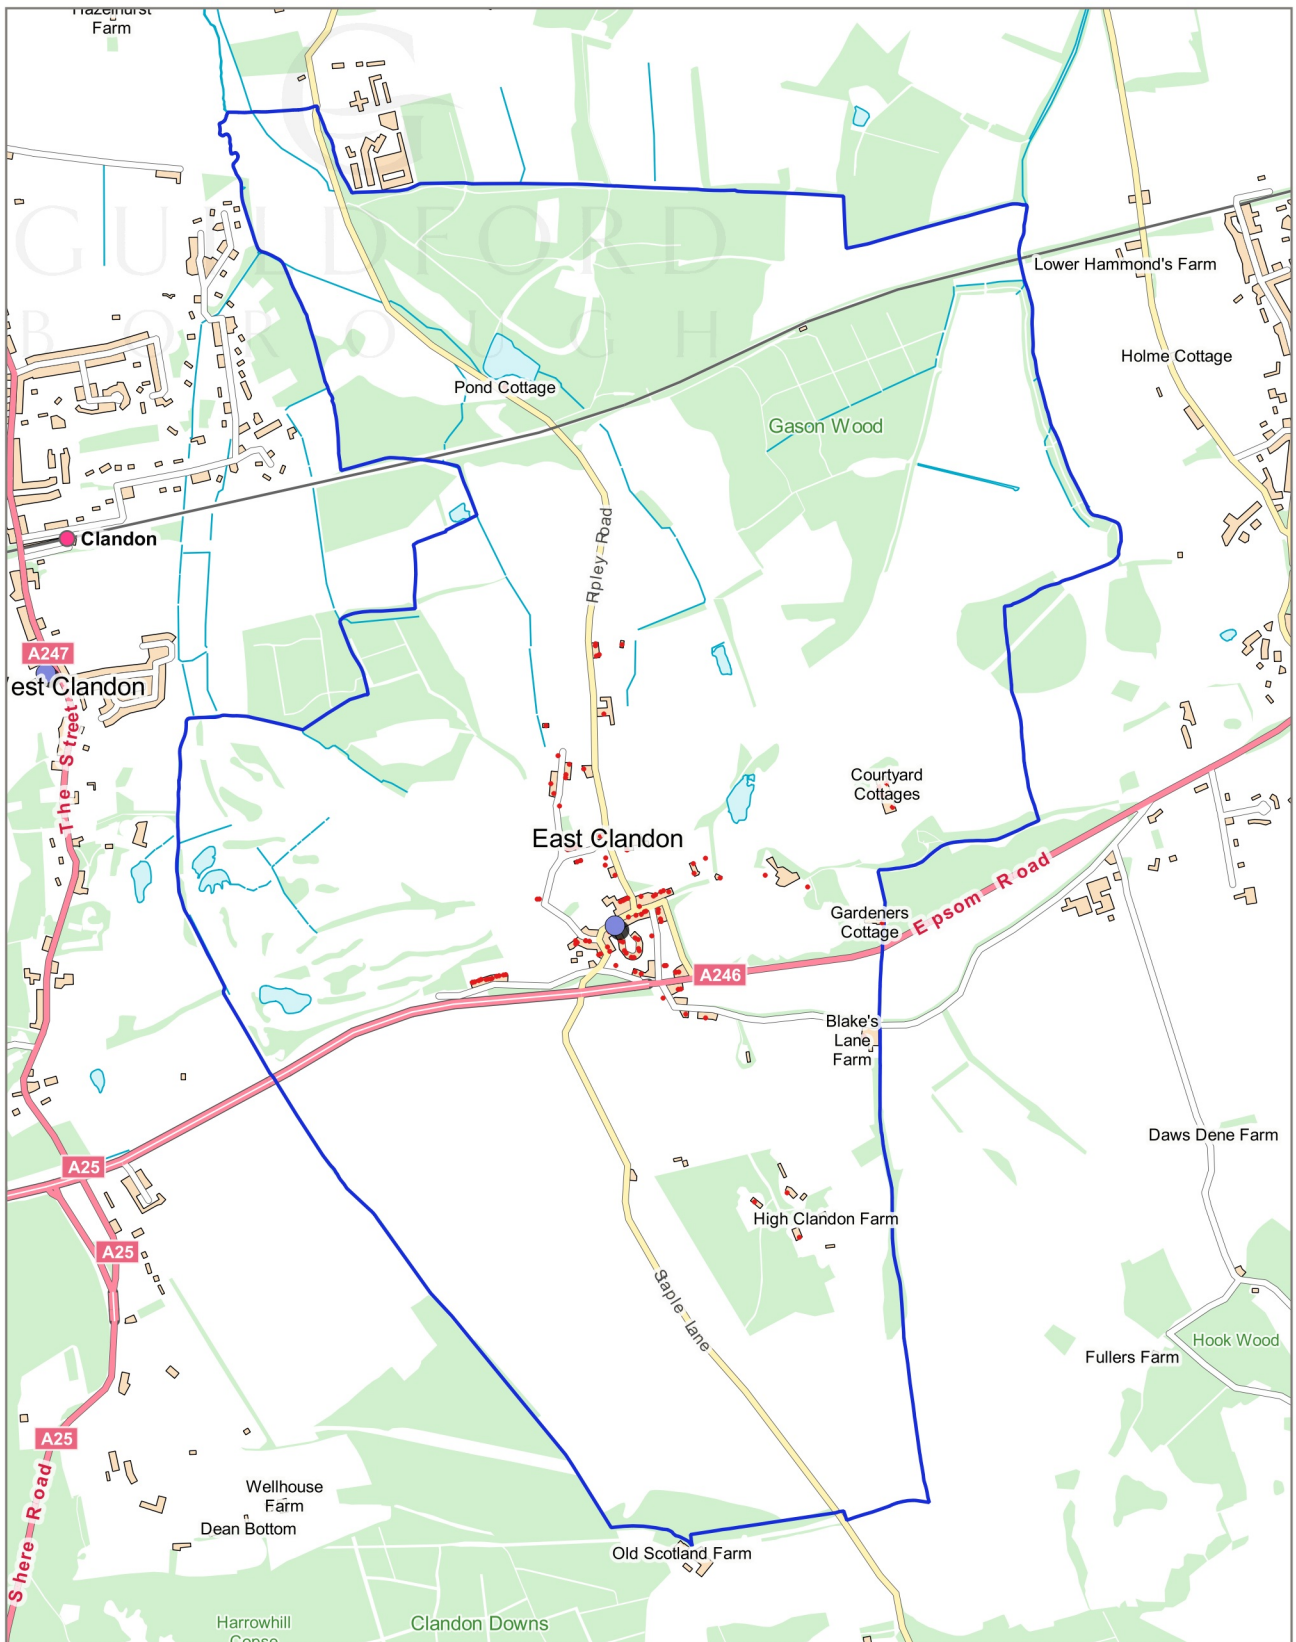 Hazelhurst
Farm
GUILDFORD
BOROUGH
Lower Hammond's Farm
Holme Cottage
Pond Cottage
Gason Wood
Clandon
Ripley Road
A247
est Clandon
The Street
Courtyard
Cottages
East Clandon
Epsom Road
Gardeners
Cottage
A246
Blake's
Lane
Farm
Daws Dene Farm
A25
High Clandon Farm
A25
Staple Lane
Hook Wood
Fullers Farm
A25
Shere Road
Wellhouse
Farm
Dean Bottom
Old Scotland Farm
Harrowhill
Copse
Clandon Downs